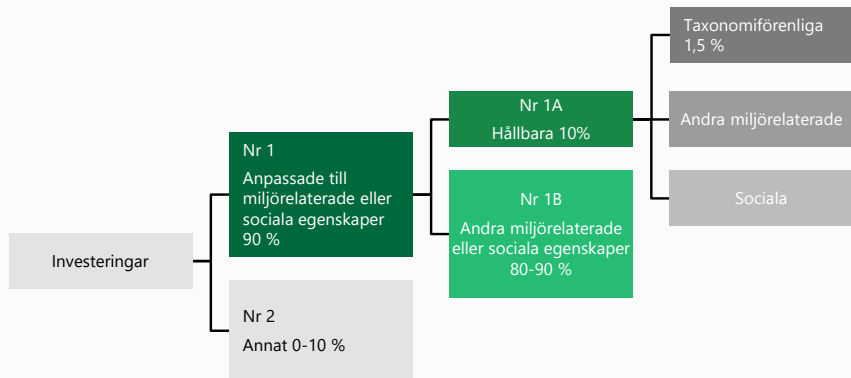 Investeringar
Nr 1
Anpassade till
miljörelaterade eller
sociala egenskaper
90 %
Nr 2
Annat 0-10 %
Nr 1A
Hållbara 10%
Nr 1B
Andra miljörelaterade
eller sociala egenskaper
80-90 %
Taxonomiförenliga
1,5 %
Andra miljörelaterade
Sociala